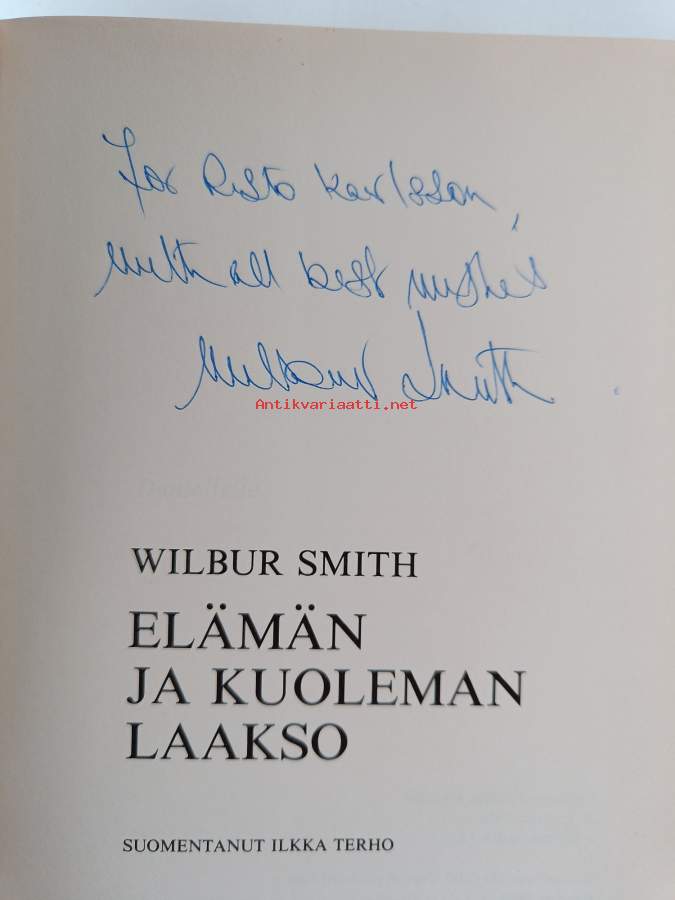 For Risto Karlsson,
with all best wishes
Wilbur Smith
Antikvariaatti.net
WILBUR SMITH
ELÄMÄN
JA KUOLEMAN
LAAKSO
SUOMENTANUT ILKKA TERHO